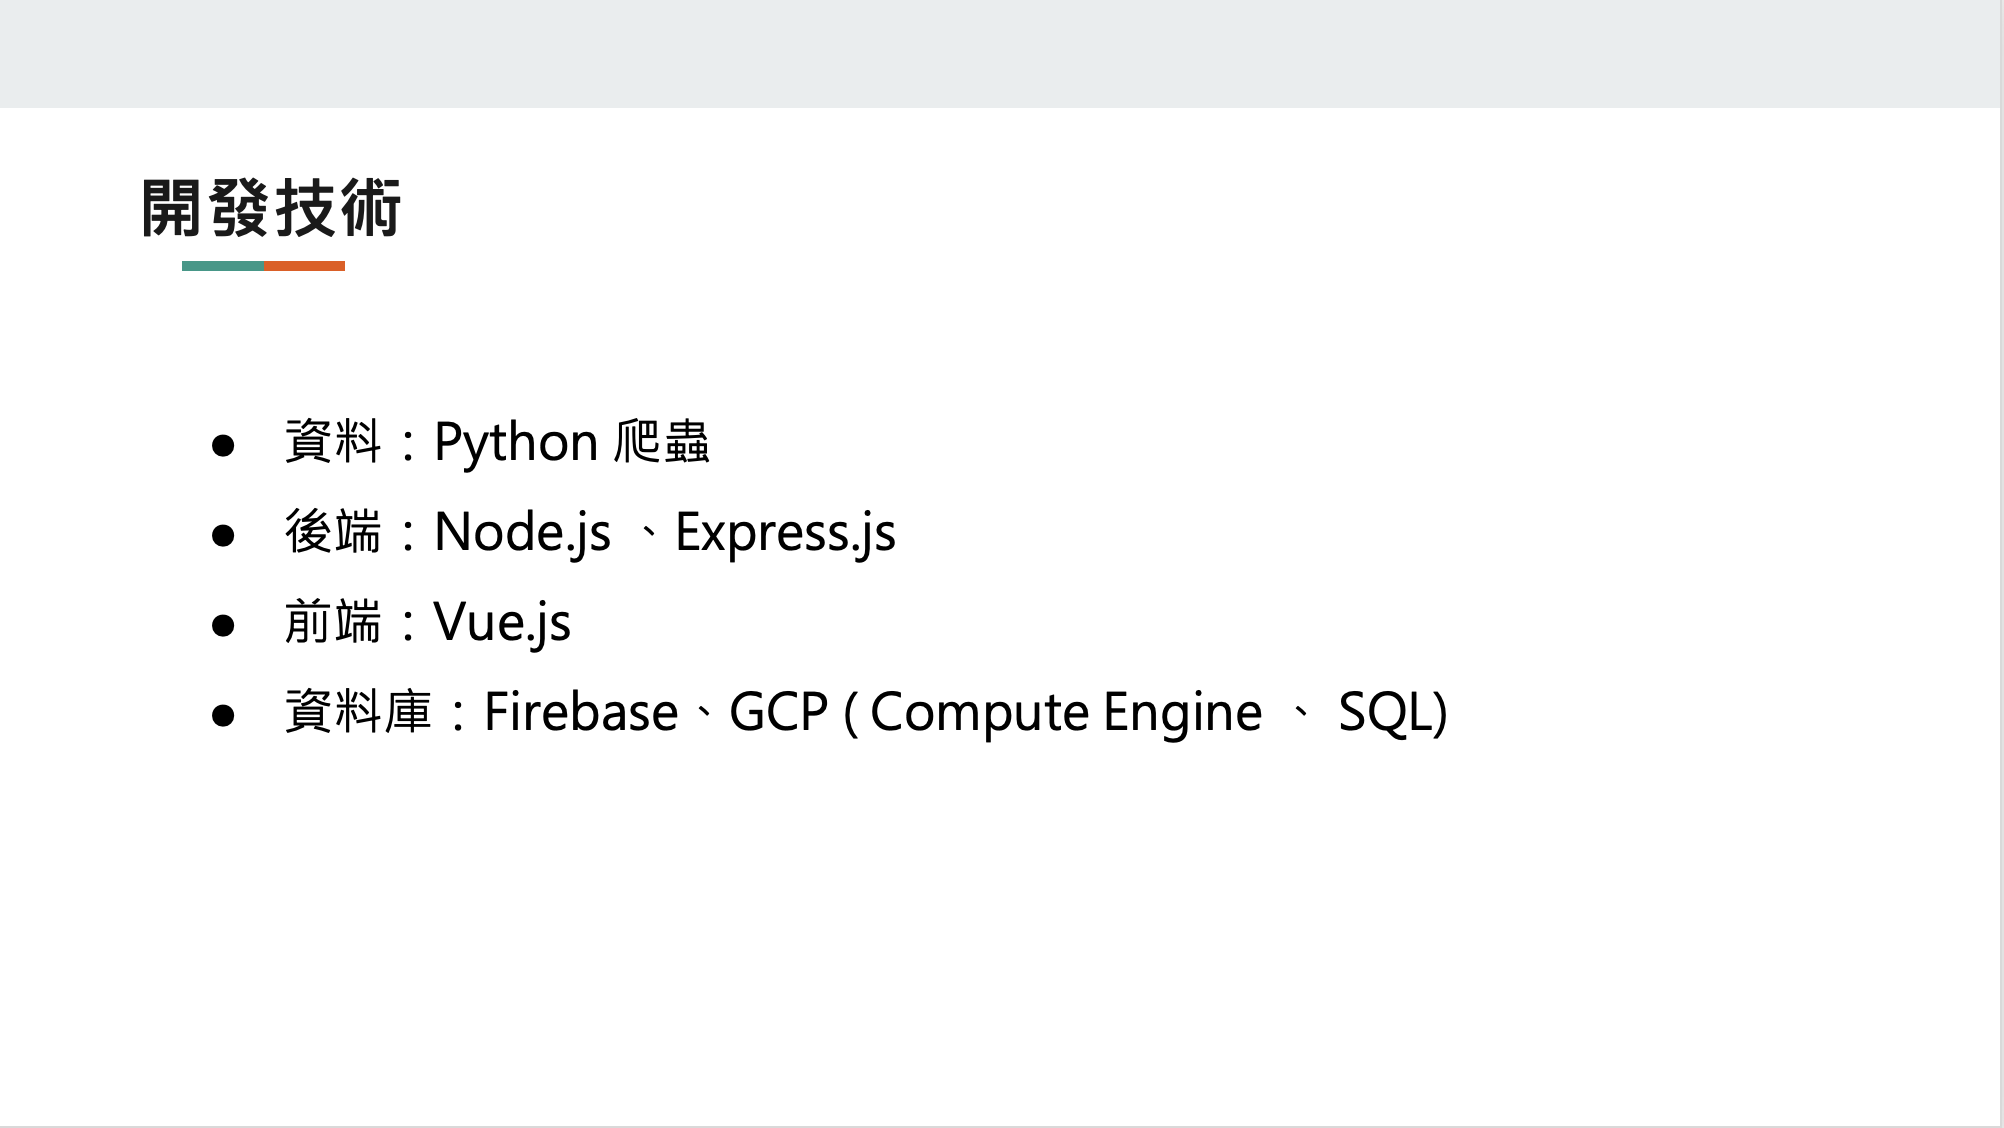 開發技術
● 資料：Python 爬蟲
● 後端：Node.js 、Express.js
● 前端：Vue.js
● 資料庫：Firebase、GCP ( Compute Engine 、 SQL)